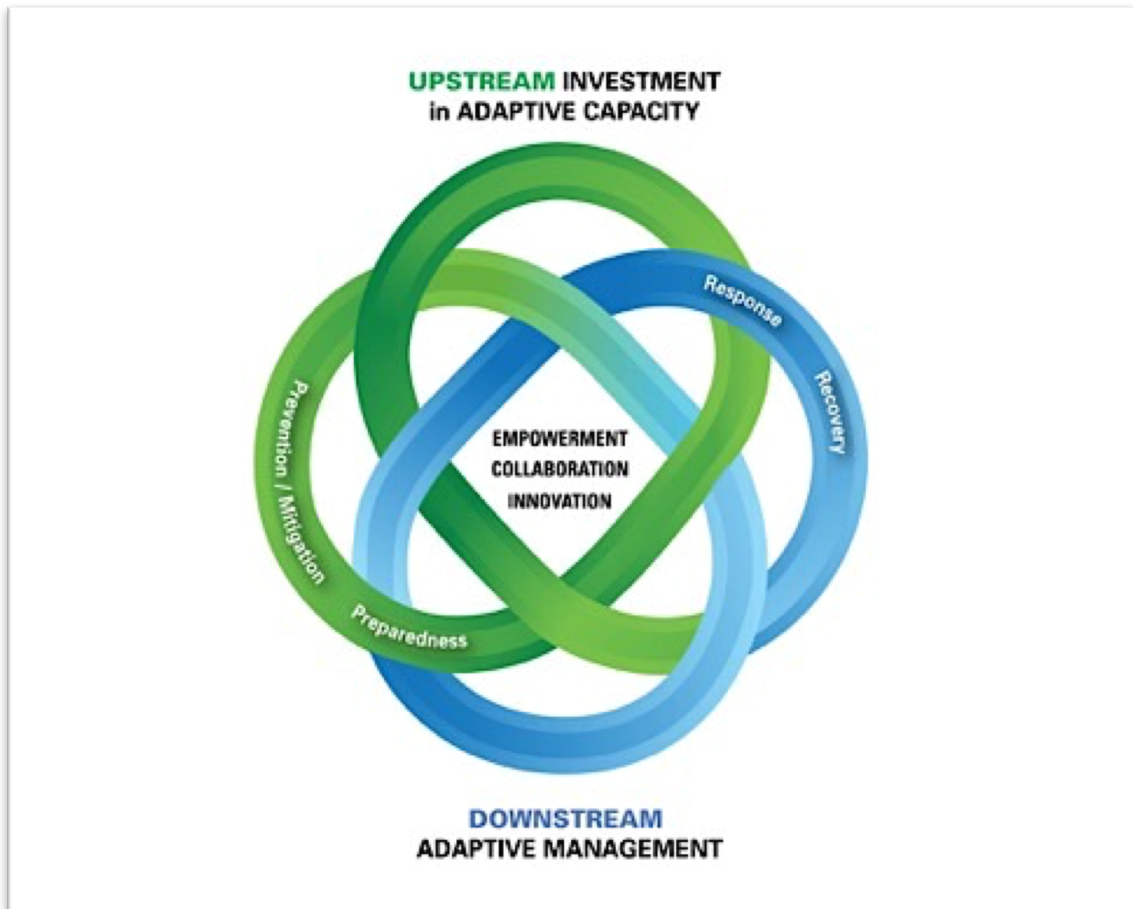 UPSTREAM INVESTMENT
in ADAPTIVE CAPACITY
Response
Recovery
Prevention / Mitigation
Preparedness
EMPOWERMENT
COLLABORATION
INNOVATION
DOWNSTREAM
ADAPTIVE MANAGEMENT